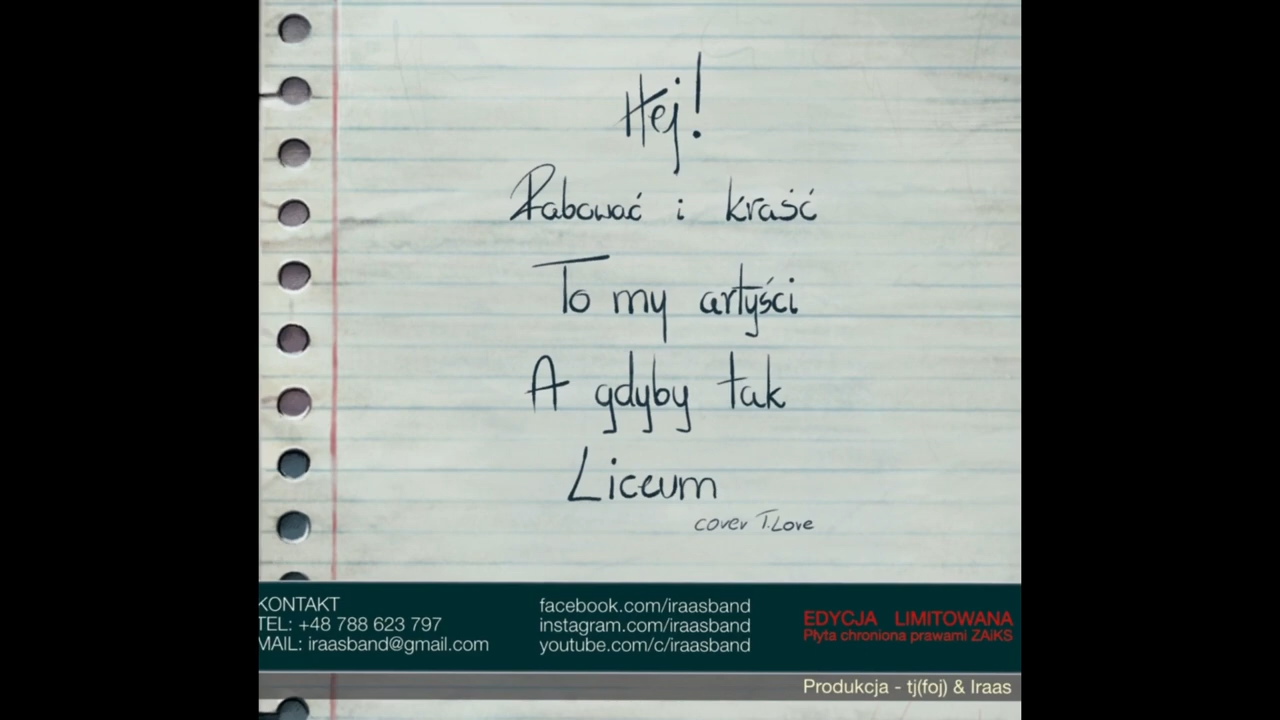 Hej!
Rabować i kraść
To my artyści
A gdyby tak
Liceum
cover T.Love
KONTAKT
TEL: +48 788 623 797
MAIL: iraasband@gmail.com
facebook.com/iraasband
instagram.com/iraasband
youtube.com/c/iraasband
EDYCJA LIMITOWANA
Płyta chroniona prawami ZAiKS
Produkcja - tj(foj) & Iraas